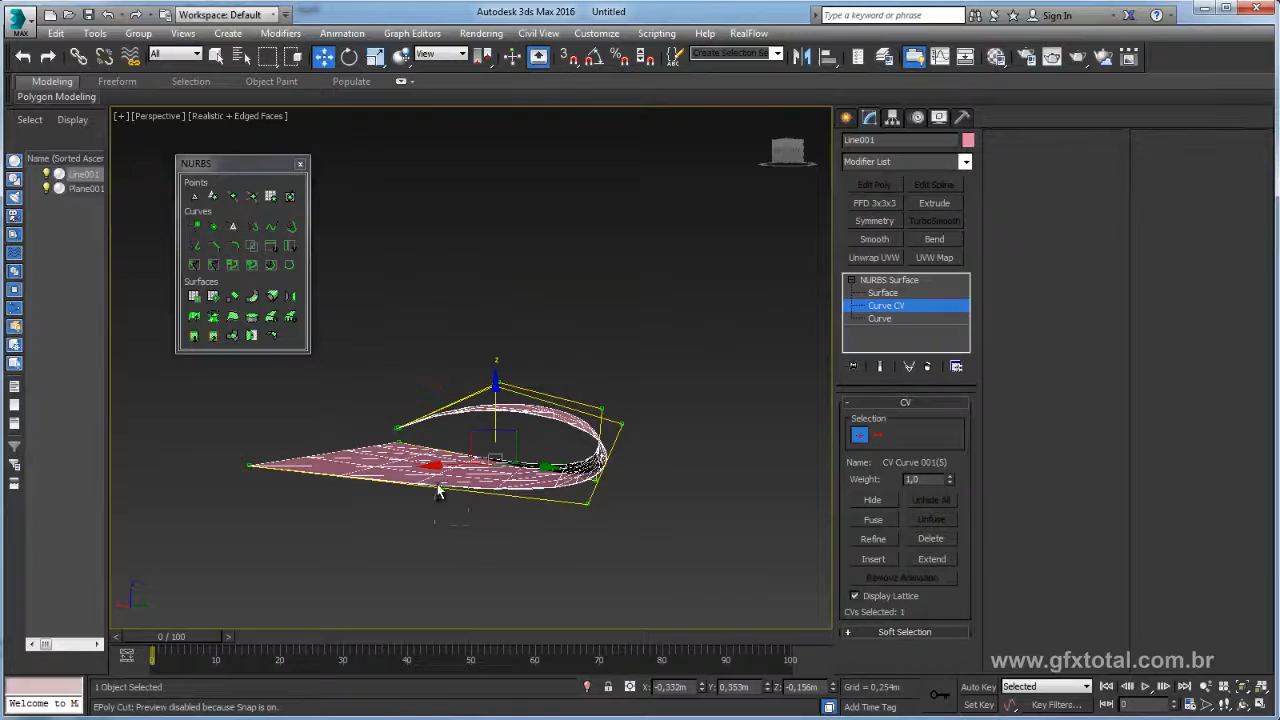 Workspace: Default
Autodesk 3ds Max 2016 Untitled
Type a keyword or phrase
Sign In
MAX
Edit Tools Group Views Create Modifiers Animation Graph Editors Rendering Civil View Customize Scripting Help RealFlow
All
View
Create Selection Se
Modeling Freeform Selection Object Paint Populate
Polygon Modeling
Select Display
[+] [Perspective ] [Realistic + Edged Faces ]
Name (Sorted Ascer
Line001
Plane001
NURBS
Points
Curves
Surfaces
z
Line001
Modifier List
Edit Poly Edit Spline
FFD 3x3x3 Extrude
Symmetry TurboSmooth
Smooth Bend
Unwrap UVW UVW Map
NURBS Surface
Surface
Curve CV
Curve
- CV
Selection
Name: CV Curve 001(5)
Weight: 1,0
Hide Unhide All
Fuse Unfuse
Refine Delete
Insert Extend
Remove Animation
Display Lattice
CVs Selected: 1
+ Soft Selection
< 0 / 100 >
0 10 20 30 40 50 60 70 80 90 100
www.gfxtotal.com.br
1 Object Selected
X: -0,332m Y: 0,353m Z: -0,156m Grid = 0,254m
Auto Key Selected
Welcome to M
EPoly Cut: Preview disabled because Snap is on.
Add Time Tag
Set Key Key Filters...
0